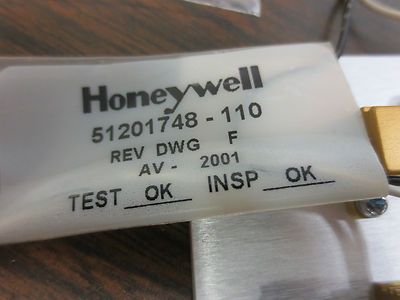 Honeywell
51201748-110
REV DWG F
AV - 2001
TEST OK INSP OK